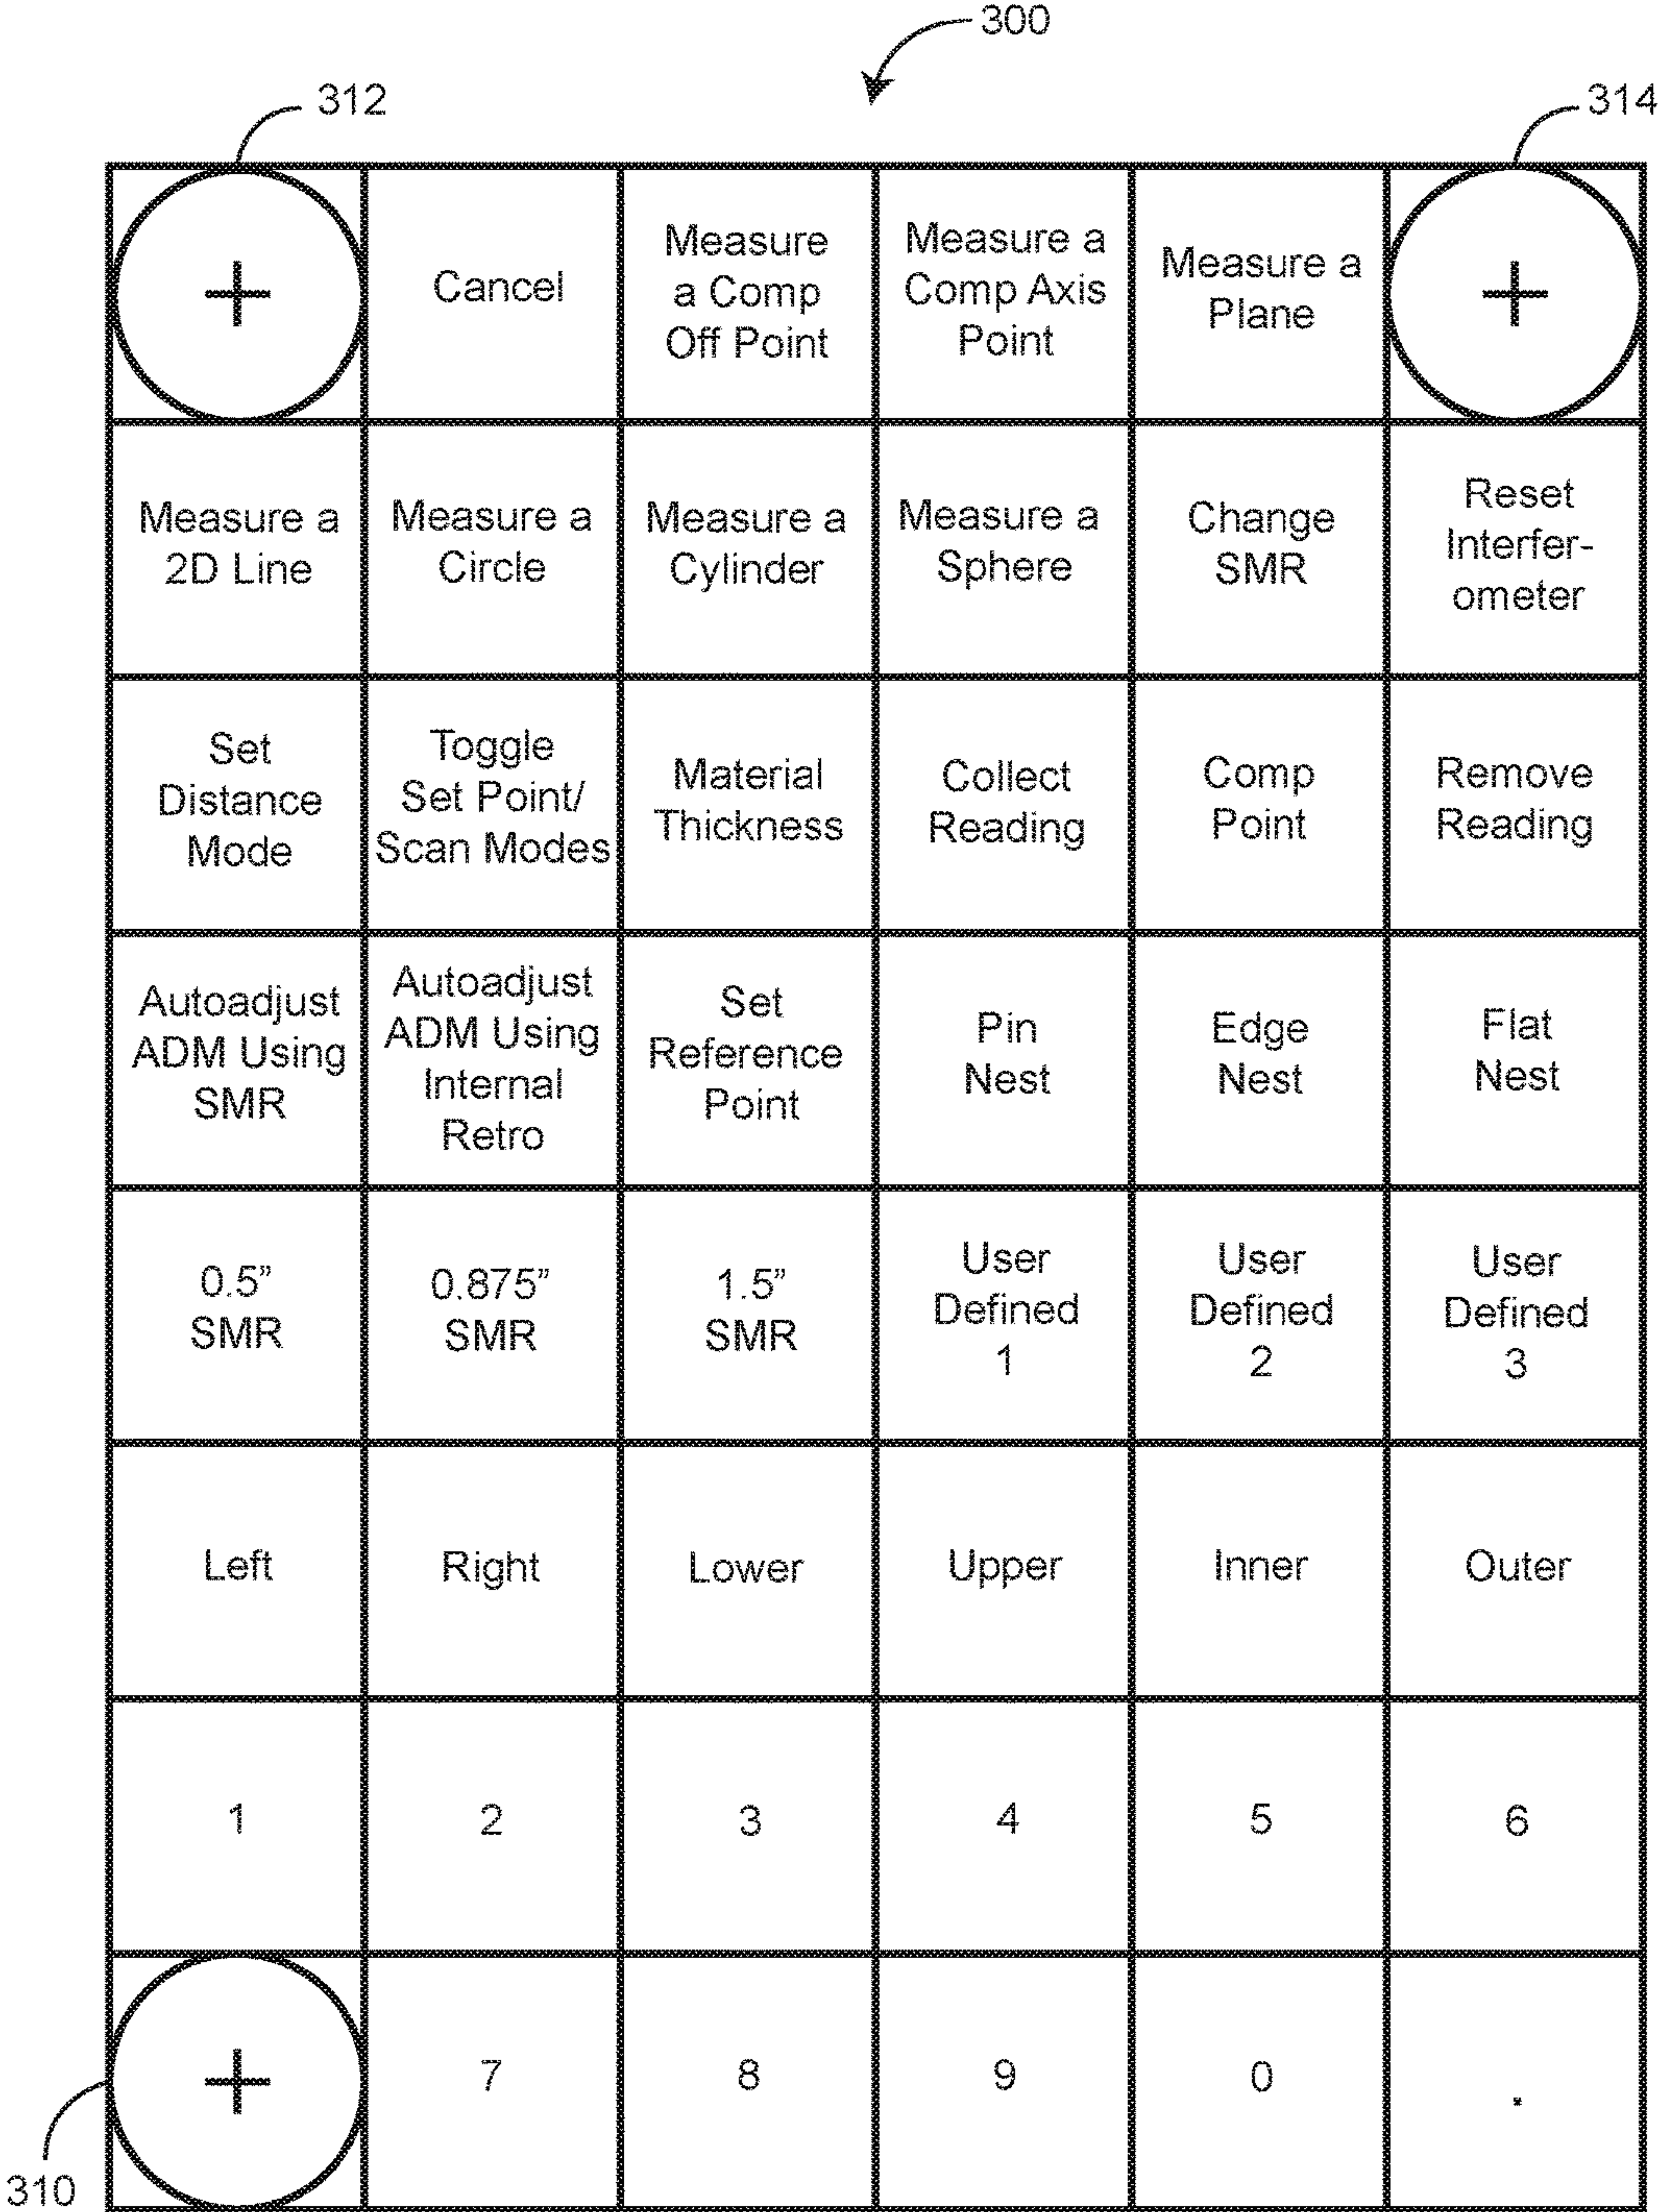 300
312
314
+
Cancel
Measure
a Comp
Off Point
Measure a
Comp Axis
Point
Measure a
Plane
+
Measure a
2D Line
Measure a
Circle
Measure a
Cylinder
Measure a
Sphere
Change
SMR
Reset
Interfer-
ometer
Set
Distance
Mode
Toggle
Set Point/
Scan Modes
Material
Thickness
Collect
Reading
Comp
Point
Remove
Reading
Autoadjust
ADM Using
SMR
Autoadjust
ADM Using
Internal
Retro
Set
Reference
Point
Pin
Nest
Edge
Nest
Flat
Nest
0.5”
SMR
0.875”
SMR
1.5”
SMR
User
Defined
1
User
Defined
2
User
Defined
3
Left
Right
Lower
Upper
Inner
Outer
1
2
3
4
5
6
+
7
8
9
0
.
310